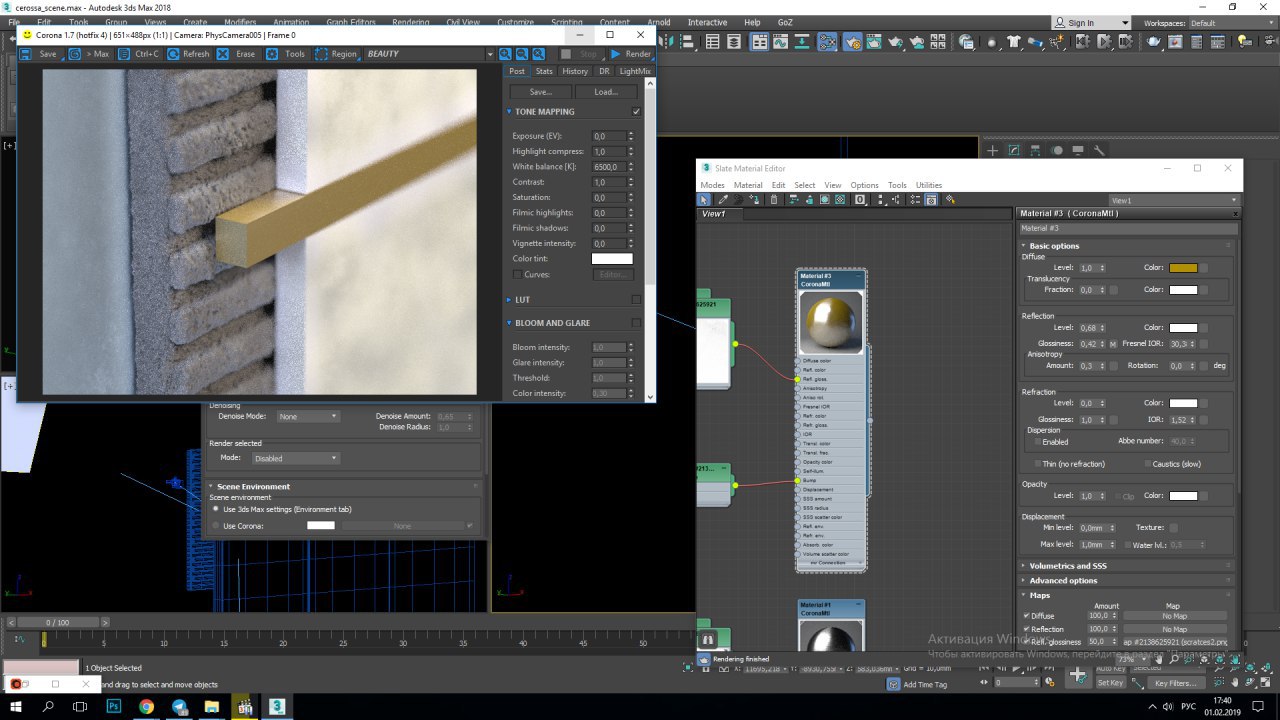 cerossa_scene.max - Autodesk 3ds Max 2018
File Edit Tools Group Views Create Modifiers Animation Graph Editors Rendering Civil View Customize Scripting Content Arnold Help Interactive GoZ
Sign In
Workspaces: Default
Corona 1.7 (hotfix 4) | 651×488px (1:1) | Camera: PhysCamera005 | Frame 0
Save > Max Ctrl+C Refresh Erase Tools Region BEAUTY Stop Render
Post Stats History DR LightMix
Save... Load...
TONE MAPPING
Exposure (EV): 0,0
Highlight compress: 1,0
White balance [K]: 6500,0
Contrast: 1,0
Saturation: 0,0
Filmic highlights: 0,0
Filmic shadows: 0,0
Vignette intensity: 0,0
Color tint:
Curves: Editor...
LUT
BLOOM AND GLARE
Bloom intensity: 1,0
Glare intensity: 1,0
Threshold: 1,0
Color intensity: 0,30
[+]
[+]
Denoising
Denoise Mode: None Denoise Amount: 0,65
Denoise Radius: 1,0
Render selected
Mode: Disabled
Scene Environment
Scene environment
Use 3ds Max settings (Environment tab)
Use Corona: None
Slate Material Editor
Modes Material Edit Select View Options Tools Utilities
View1
View1
625921
Material #3
CoronaMtl
Diffuse color
Refl. color
Refl. gloss.
Anisotropy
Aniso rot.
Fresnel IOR
Refr. color
Refr. gloss.
IOR
Transl. color
Transl. frac.
Opacity color
Self-illum.
Bump
Displacement
SSS amount
SSS radius
SSS scatter color
Refl. env.
Refr. env.
Absorb. color
Volume scatter color
mr Connection
9213...
Material #1
CoronaMtl
Rendering finished
Material #3 ( CoronaMtl )
Material #3
Basic options
Diffuse
Level: 1,0 Color:
Translucency
Fraction: 0,0 Color:
Reflection
Level: 0,68 Color:
Glossiness: 0,42 M Fresnel IOR: 30,3
Anisotropy
Amount: 0,3 Rotation: 0,0 deg
Refraction
Level: 0,0 Color:
Glossiness: 1,0 IOR: 1,52
Dispersion
Enabled Abbe number: 40,0
Thin (no refraction) Caustics (slow)
Opacity
Level: 1,0 Clip Color:
Displacement
Min level: 0,0mm Texture:
Max level: 1,0mm Water lvl.: 0,5
Volumetrics and SSS
Advanced options
Maps
Amount Map
Diffuse 100,0 No Map
Reflection 100,0 No Map
Refl. glossiness 50,0 ap #2138625921 (scratces2.png
Активация Windows
Чтобы активировать Windows, перейдите в раздел "Параметры".
73%
0 / 100
0 10 20 30 40 50
1 Object Selected
and drag to select and move objects
X: 11695,218 Y: -8930,755 Z: 583,038mm Grid = 10,0mm
Add Time Tag
0
Auto Key Selected
Set Key Key Filters...
РУС
17:40
01.02.2019